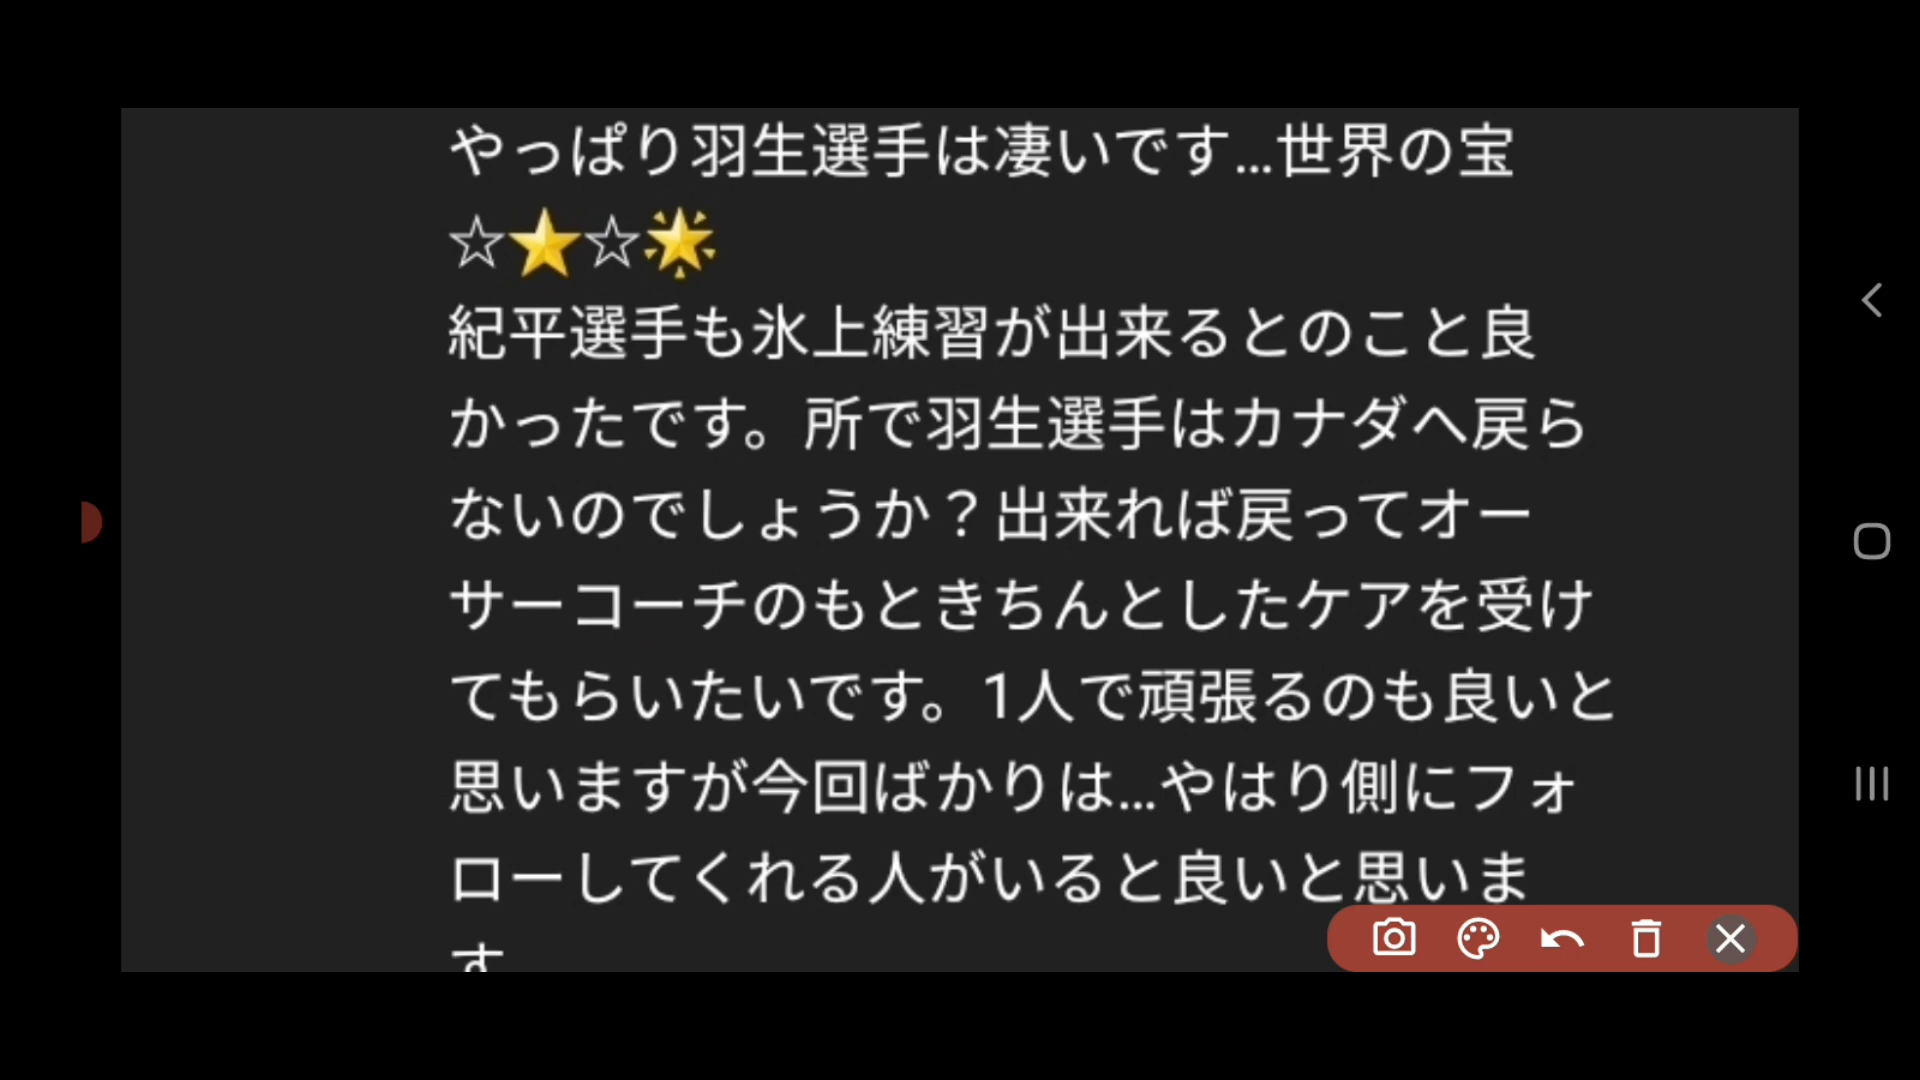 やっぱり羽生選手は凄いです...世界の宝
☆⭐☆🌟
紀平選手も氷上練習が出来るとのこと良
かったです。所で羽生選手はカナダへ戻ら
ないのでしょうか？出来れば戻ってオー
サーコーチのもときちんとしたケアを受け
てもらいたいです。1人で頑張るのも良いと
思いますが今回ばかりは...やはり側にフォ
ローしてくれる人がいると良いと思いま
す